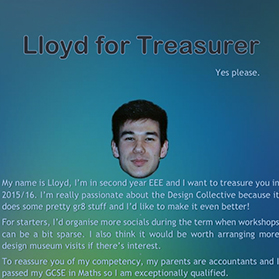 Lloyd for Treasurer
Yes please.
My name is Lloyd, I'm in second year EEE and I want to treasure you in
2015/16. I'm really passionate about the Design Collective because it
does some pretty gr8 stuff and I'd like to make it even better!
For starters, I'd organise more socials during the term when workshops
can be a bit sparse. I also think it would be worth arranging more
design museum visits if there's interest.
To reassure you of my competency, my parents are accountants and I
passed my GCSE in Maths so I am exceptionally qualified.